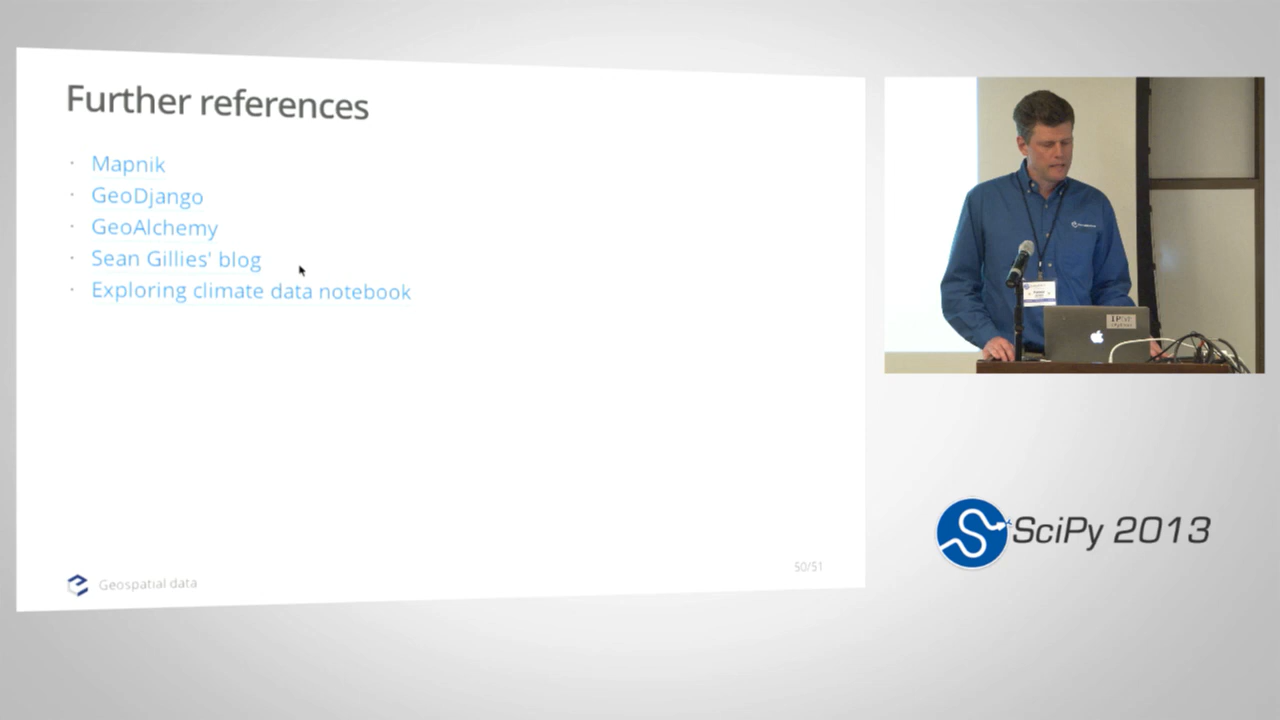 Further references
· Mapnik
· GeoDjango
· GeoAlchemy
· Sean Gillies' blog
· Exploring climate data notebook
50/51
Geospatial data
SciPy 2013